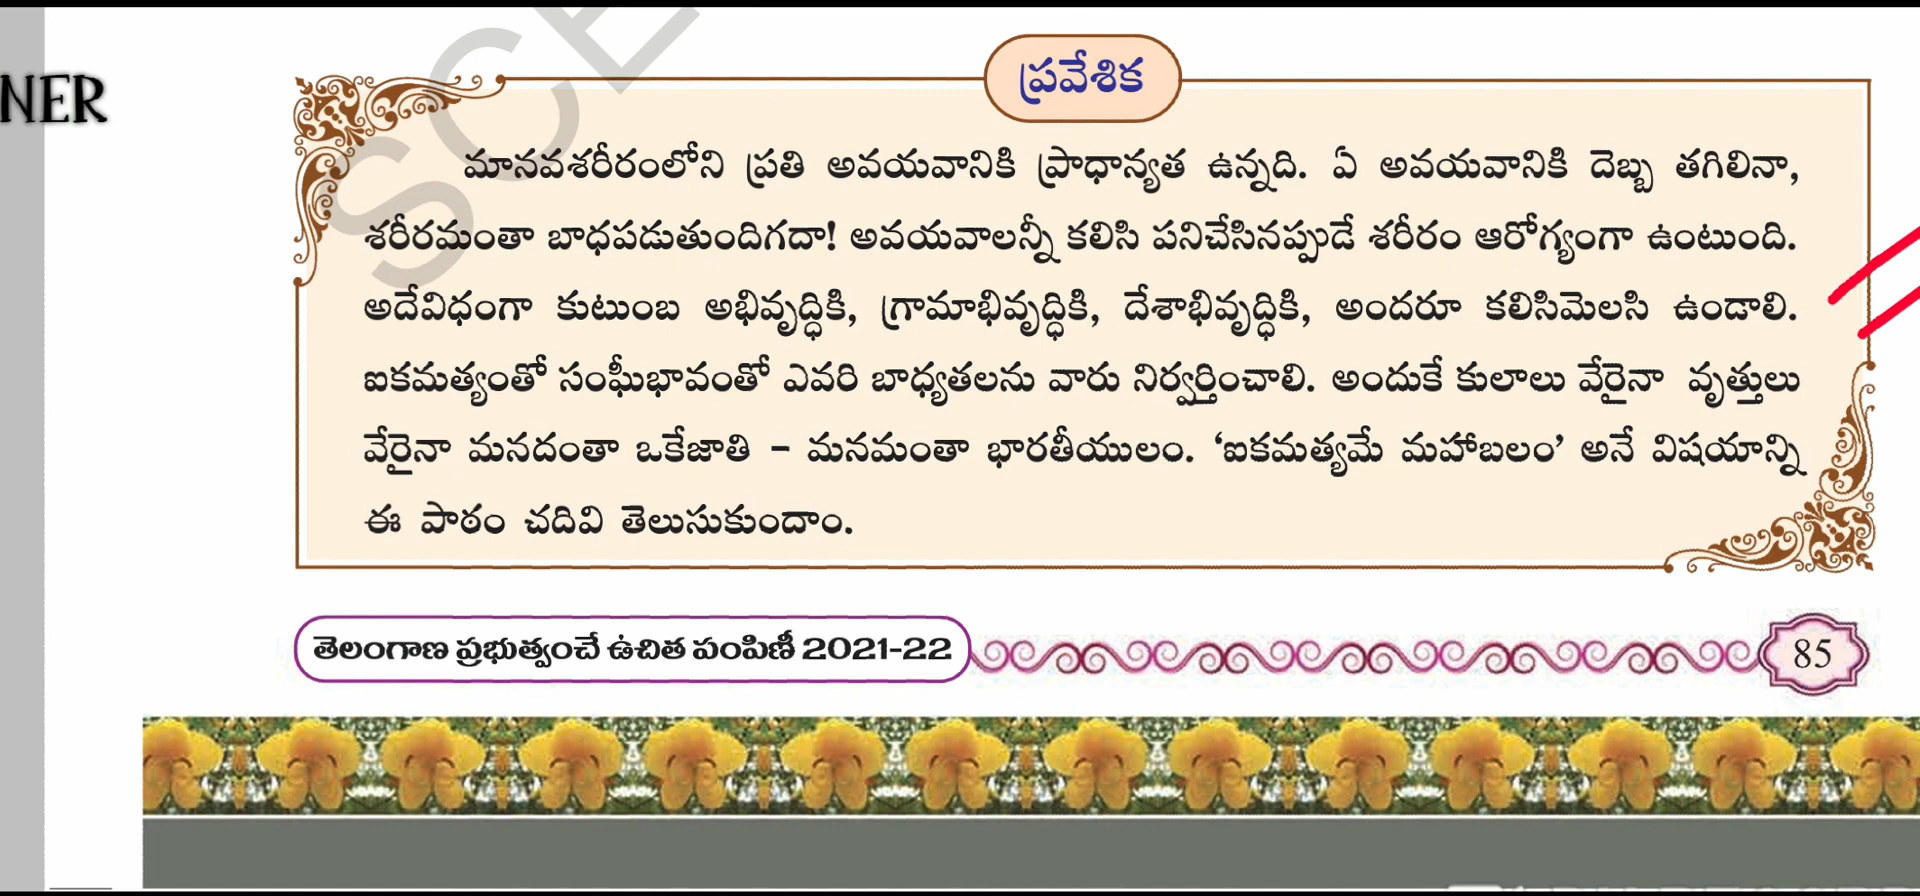 NER
ప్రవేశిక
మానవశరీరంలోని ప్రతి అవయవానికి ప్రాధాన్యత ఉన్నది. ఏ అవయవానికి దెబ్బ తగిలినా,
శరీరమంతా బాధపడుతుందిగదా! అవయవాలన్నీ కలిసి పనిచేసినప్పుడే శరీరం ఆరోగ్యంగా ఉంటుంది.
అదేవిధంగా కుటుంబ అభివృద్ధికి, గ్రామాభివృద్ధికి, దేశాభివృద్ధికి, అందరూ కలిసిమెలసి ఉండాలి.
ఐకమత్యంతో సంఘీభావంతో ఎవరి బాధ్యతలను వారు నిర్వర్తించాలి. అందుకే కులాలు వేరైనా వృత్తులు
వేరైనా మనదంతా ఒకేజాతి – మనమంతా భారతీయులం. ‘ఐకమత్యమే మహాబలం’ అనే విషయాన్ని
ఈ పాఠం చదివి తెలుసుకుందాం.
తెలంగాణ ప్రభుత్వంచే ఉచిత పంపిణీ 2021-22
85
SCE